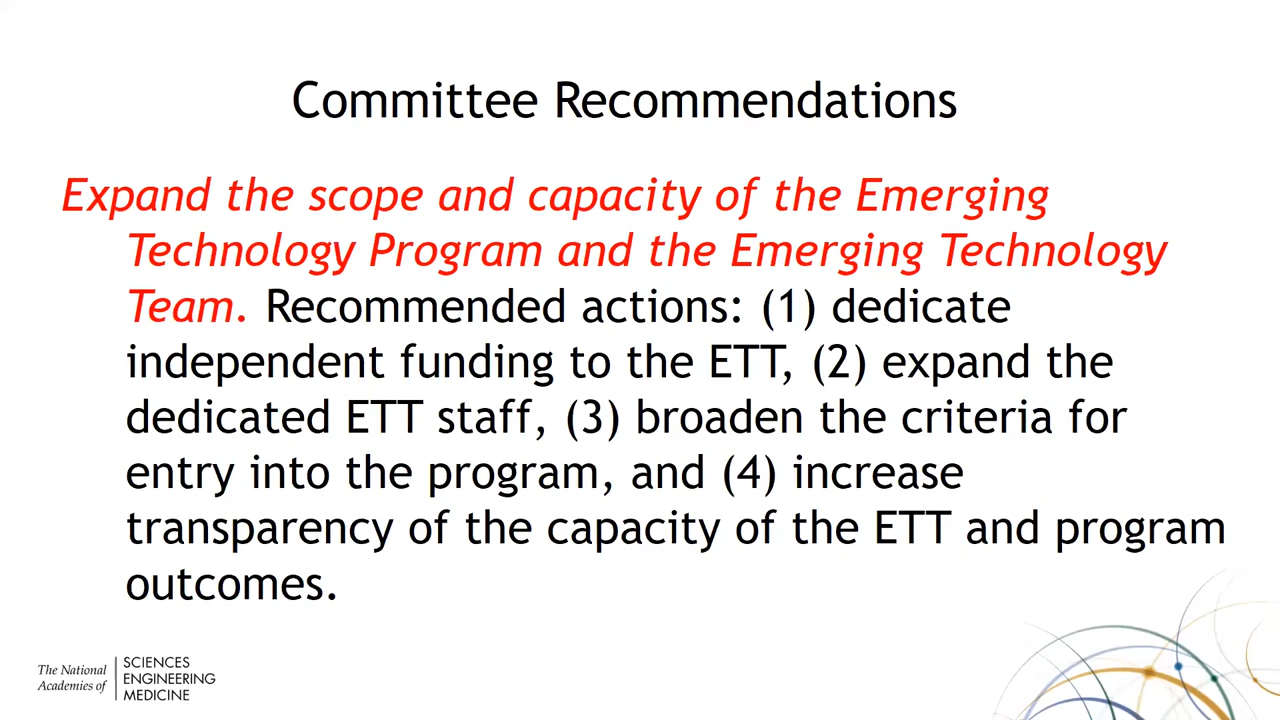 Committee Recommendations
Expand the scope and capacity of the Emerging
Technology Program and the Emerging Technology
Team. Recommended actions: (1) dedicate
independent funding to the ETT, (2) expand the
dedicated ETT staff, (3) broaden the criteria for
entry into the program, and (4) increase
transparency of the capacity of the ETT and program
outcomes.
The National
Academies of
SCIENCES
ENGINEERING
MEDICINE